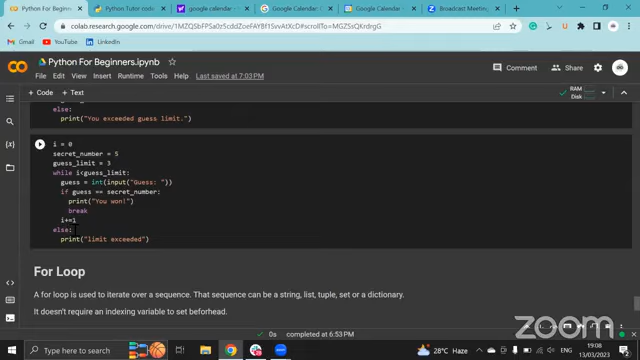 Python For Beginners.ipynb
Python Tutor code
google calendar -
Google Calendar -
Google Calendar -
Broadcast Meeting
colab.research.google.com/drive/
Gmail
YouTube
LinkedIn
Python For Beginners.ipynb
File Edit View Insert Runtime Tools Help Last saved at 7:03 PM
Comment
Share
+ Code + Text
RAM
Disk
else:
print("You exceeded guess limit.")
i = 0
secret_number = 5
guess_limit = 3
while i<guess_limit:
guess = int(input("Guess: "))
if guess == secret_number:
print("You won!")
break
i+=1
else:
print("limit exceeded")
For Loop
A for loop is used to iterate over a sequence. That sequence can be a string, list, tuple, set or a dictionary.
It doesn't require an indexing variable to set beforhead.
0s completed at 6:53 PM
zoom
Type here to search
28°C Haze
19:08
13/03/2023